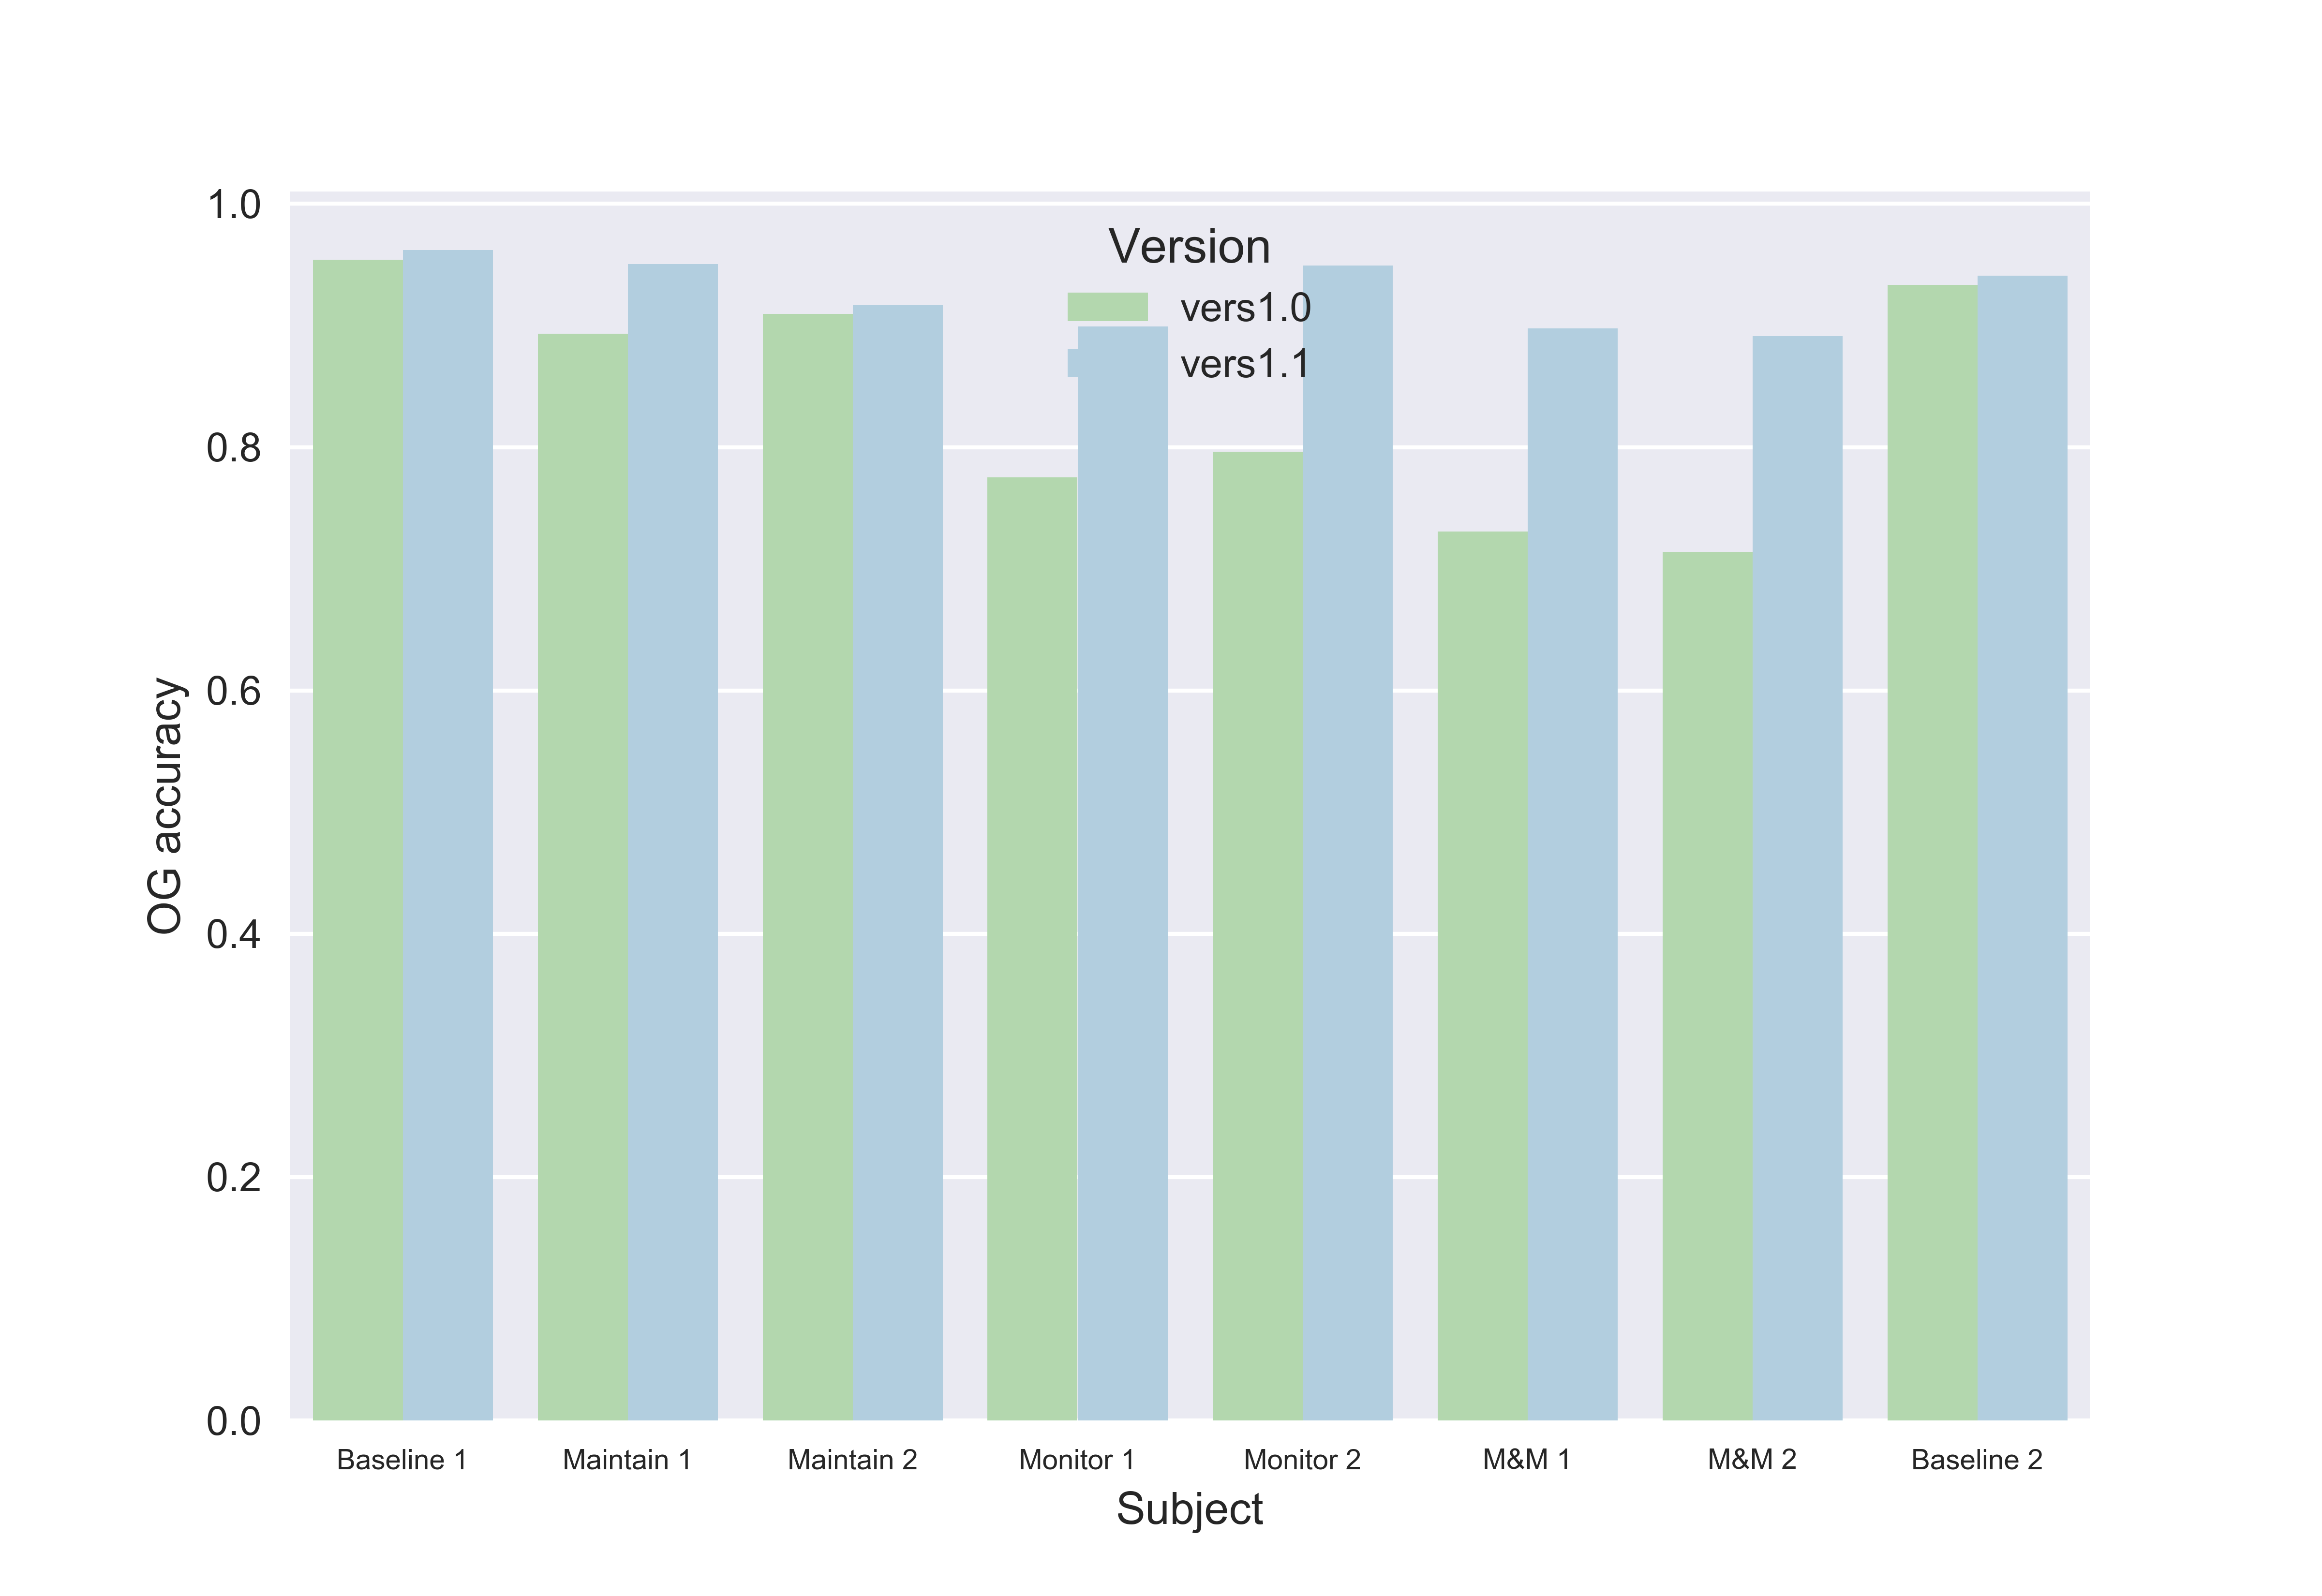 1.0
0.8
0.6
0.4
0.2
0.0
OG accuracy
Version
vers1.0
vers1.1
Baseline 1
Maintain 1
Maintain 2
Monitor 1
Monitor 2
M&M 1
M&M 2
Baseline 2
Subject